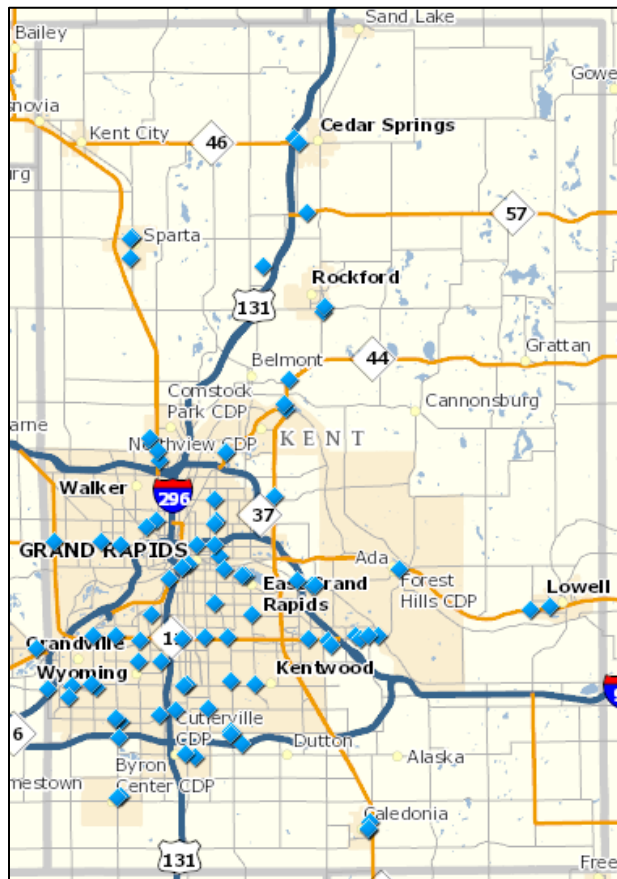 Sand Lake
Bailey
Gowe
snovia
Kent City
46
Cedar Springs
urg
57
Sparta
Rockford
131
44
Grattan
Belmont
Comstock
Park CDP
Cannonsburg
arne
Northview CDP
KENT
Walker
296
37
GRAND RAPIDS
Ada
East Grand
Rapids
Forest
Hills CDP
Lowell
Grandville
Kentwood
Wyoming
Cutlerville
CDP
6
Dutton
Alaska
Byron
Center CDP
mestown
Caledonia
131
Free